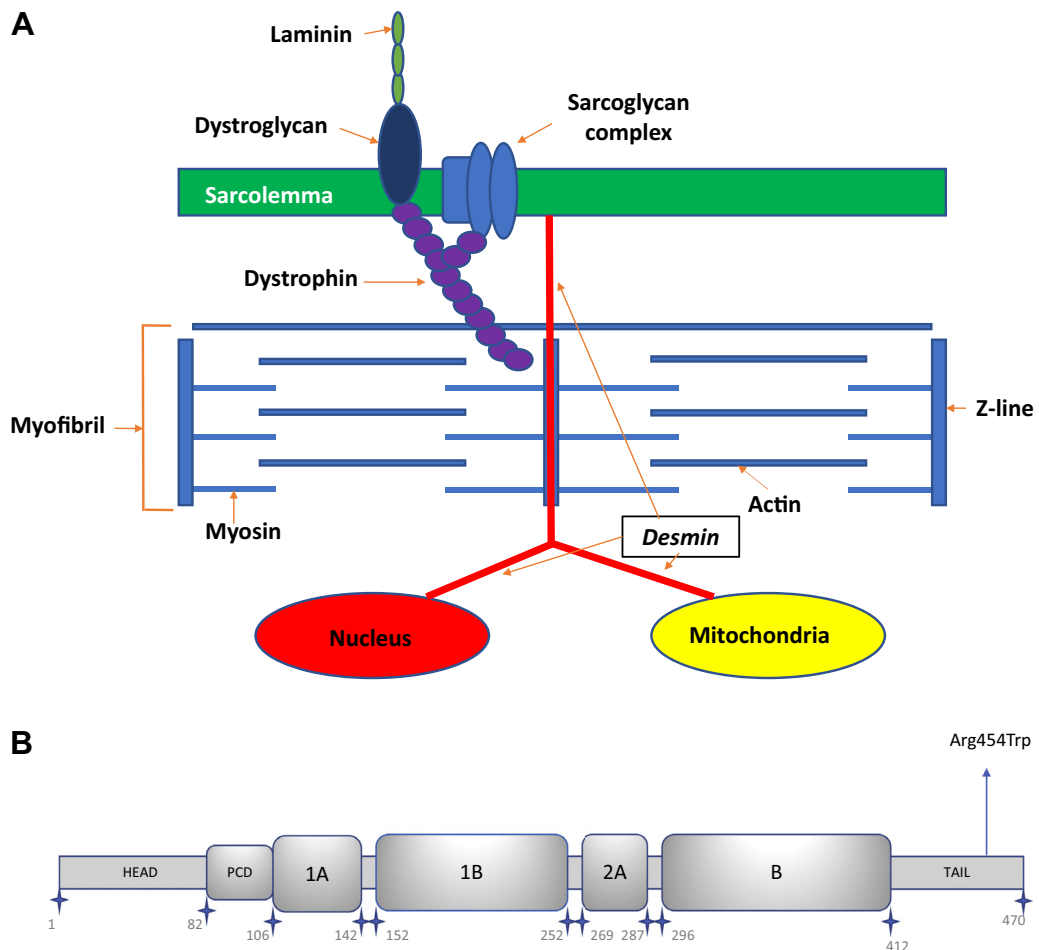 A
Laminin
Dystroglycan
Sarcoglycan
complex
Sarcolemma
Dystrophin
Myofibril
Z-line
Myosin
Actin
Desmin
Nucleus
Mitochondria
B
Arg454Trp
HEAD PCD 1A 1B 2A B TAIL
1 82 106 142 152 252 269 287 296 412 470